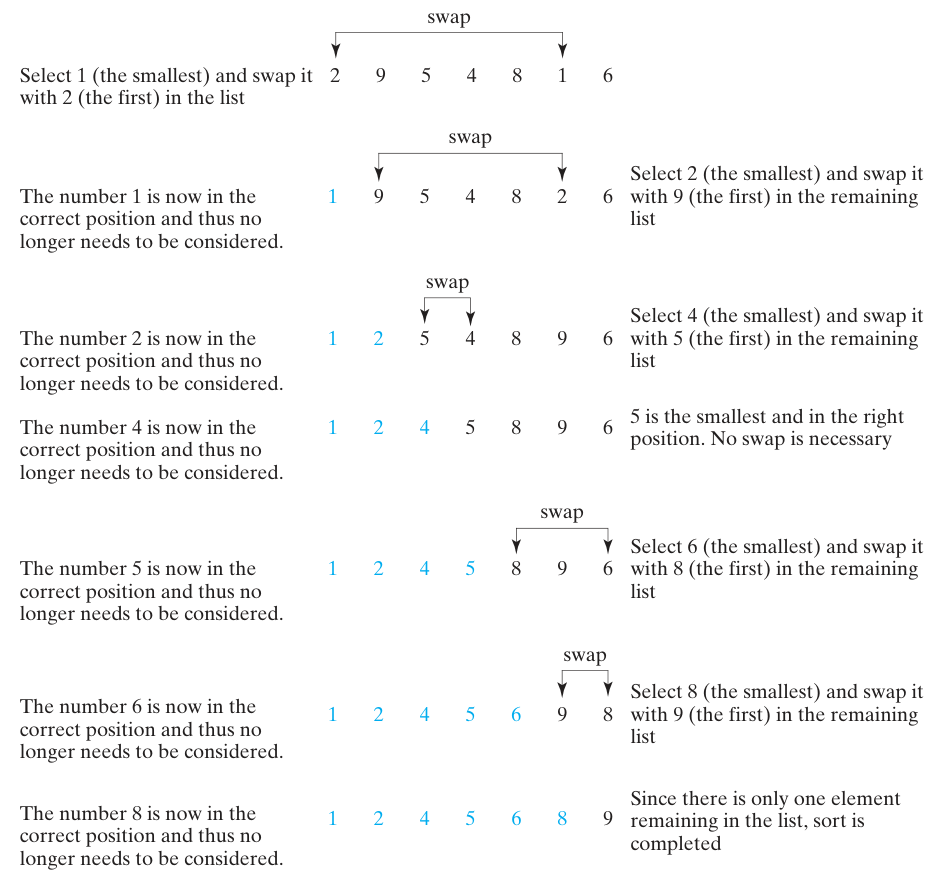 swap
Select 1 (the smallest) and swap it 2 9 5 4 8 1 6
with 2 (the first) in the list
swap
The number 1 is now in the
correct position and thus no
longer needs to be considered.
1 9 5 4 8 2 6
Select 2 (the smallest) and swap it
with 9 (the first) in the remaining
list
swap
The number 2 is now in the
correct position and thus no
longer needs to be considered.
1 2 5 4 8 9 6
Select 4 (the smallest) and swap it
with 5 (the first) in the remaining
list
The number 4 is now in the
correct position and thus no
longer needs to be considered.
1 2 4 5 8 9 6
5 is the smallest and in the right
position. No swap is necessary
swap
The number 5 is now in the
correct position and thus no
longer needs to be considered.
1 2 4 5 8 9 6
Select 6 (the smallest) and swap it
with 8 (the first) in the remaining
list
swap
The number 6 is now in the
correct position and thus no
longer needs to be considered.
1 2 4 5 6 9 8
Select 8 (the smallest) and swap it
with 9 (the first) in the remaining
list
The number 8 is now in the
correct position and thus no
longer needs to be considered.
1 2 4 5 6 8 9
Since there is only one element
remaining in the list, sort is
completed